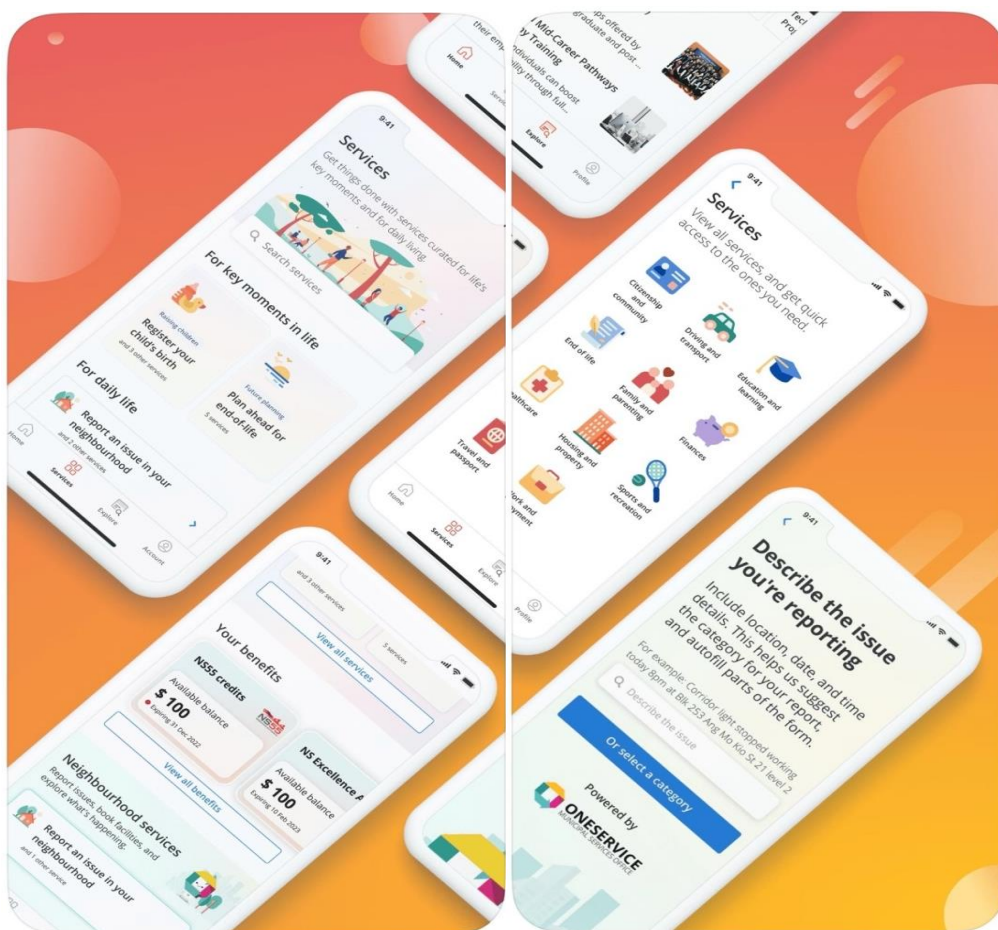 their emp
Home
Servic
9:41
Services
Get things done with services curated for life's
key moments and for daily living
Search services
For key moments in life
Raising children
Register your
child's birth
and 3 other services
Future planning
Plan ahead for
end-of-life
5 services
For daily life
Report an issue in your
neighbourhood
and 2 other services
Home
Services
Explore
Account
Travel and
passport
Home
Services
Explore
Profile
9:41
and 3 other services
5 services
View all services
Your benefits
NS55 credits
NS55
Available balance
$ 100
Expiring 31 Dec 2022
NS Excellence A
Available balance
$ 100
Expiring 10 Feb 2023
View all benefits
Neighbourhood services
Report issues, book facilities, and
explore what's happening.
Report an issue in your
neighbourhood
and 1 other service
ps offered by
graduate and post ...
Mid-Career Pathways
y Training
ndividuals can boost
ility through full...
Explore
Profile
9:41
Services
View all services, and get quick
access to the ones you need.
Citizenship
and
community
Driving and
transport
Education and
learning
End of life
Family and
parenting
Finances
ealthcare
Housing and
property
Sports and
recreation
ork and
oyment
9:41
Describe the issue
you're reporting
Include location, date, and time
details. This helps us suggest
the category for your report,
and autofill parts of the form.
For example: Corridor light stopped working
today 8pm at Blk 253 Ang Mo Kio St 21 level 2
Describe the issue
Or select a category
Powered by
ONESERVICE
MUNICIPAL SERVICES OFFICE